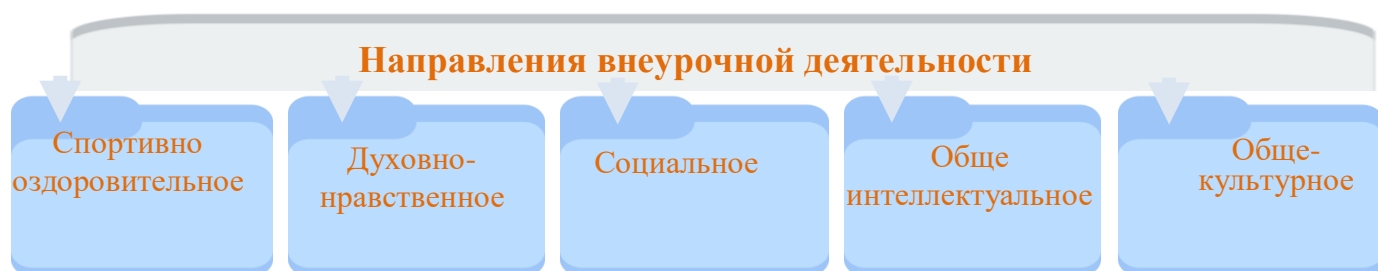 Направления внеурочной деятельности
Спортивно
оздоровительное
Духовно-
нравственное
Социальное
Обще
интеллектуальное
Обще-
культурное